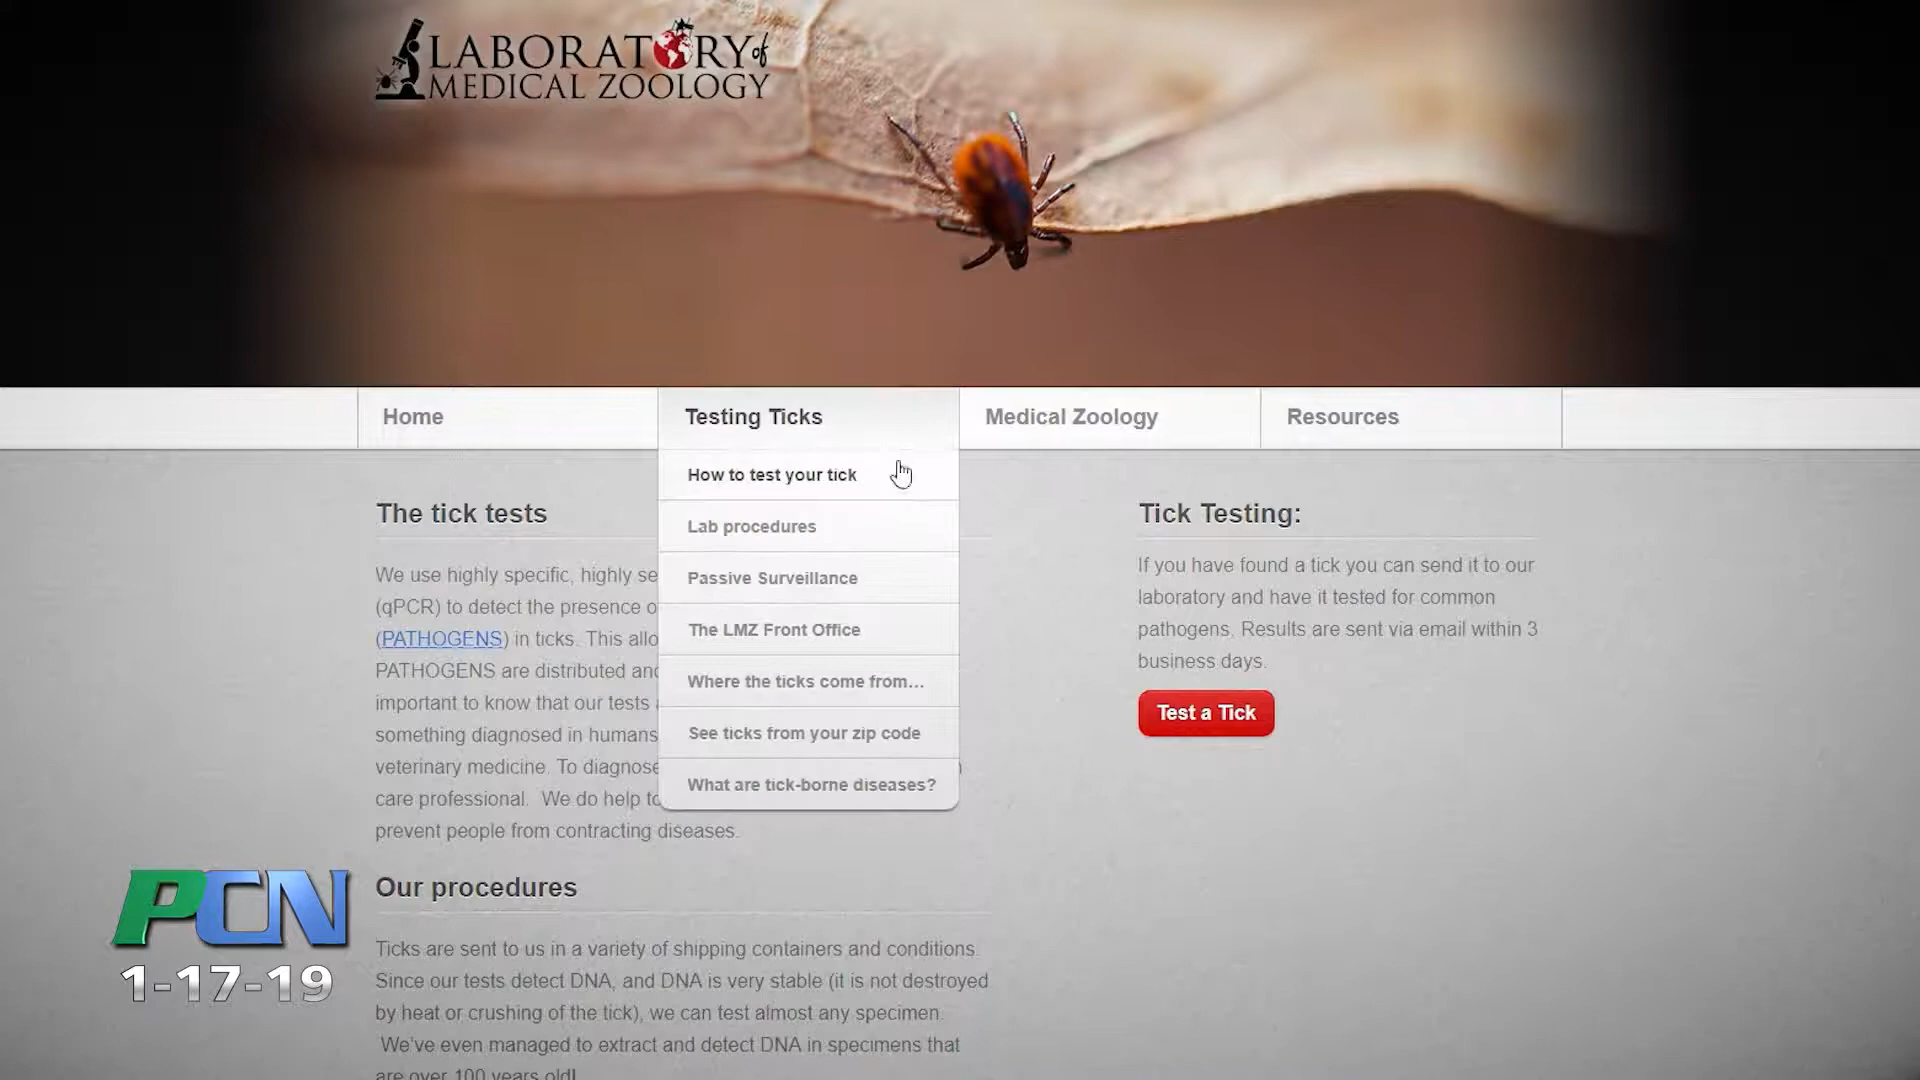 LABORATORY of
MEDICAL ZOOLOGY
Home
Testing Ticks
Medical Zoology
Resources
How to test your tick
Lab procedures
Passive Surveillance
The LMZ Front Office
Where the ticks come from...
See ticks from your zip code
What are tick-borne diseases?
The tick tests
We use highly specific, highly se
(qPCR) to detect the presence o
(PATHOGENS) in ticks. This allo
PATHOGENS are distributed and
important to know that our tests
something diagnosed in humans
veterinary medicine. To diagnose
care professional. We do help to
prevent people from contracting diseases.
Our procedures
Ticks are sent to us in a variety of shipping containers and conditions.
Since our tests detect DNA, and DNA is very stable (it is not destroyed
by heat or crushing of the tick), we can test almost any specimen.
We've even managed to extract and detect DNA in specimens that
are over 100 years old!
Tick Testing:
If you have found a tick you can send it to our
laboratory and have it tested for common
pathogens. Results are sent via email within 3
business days.
Test a Tick
PCN
1-17-19